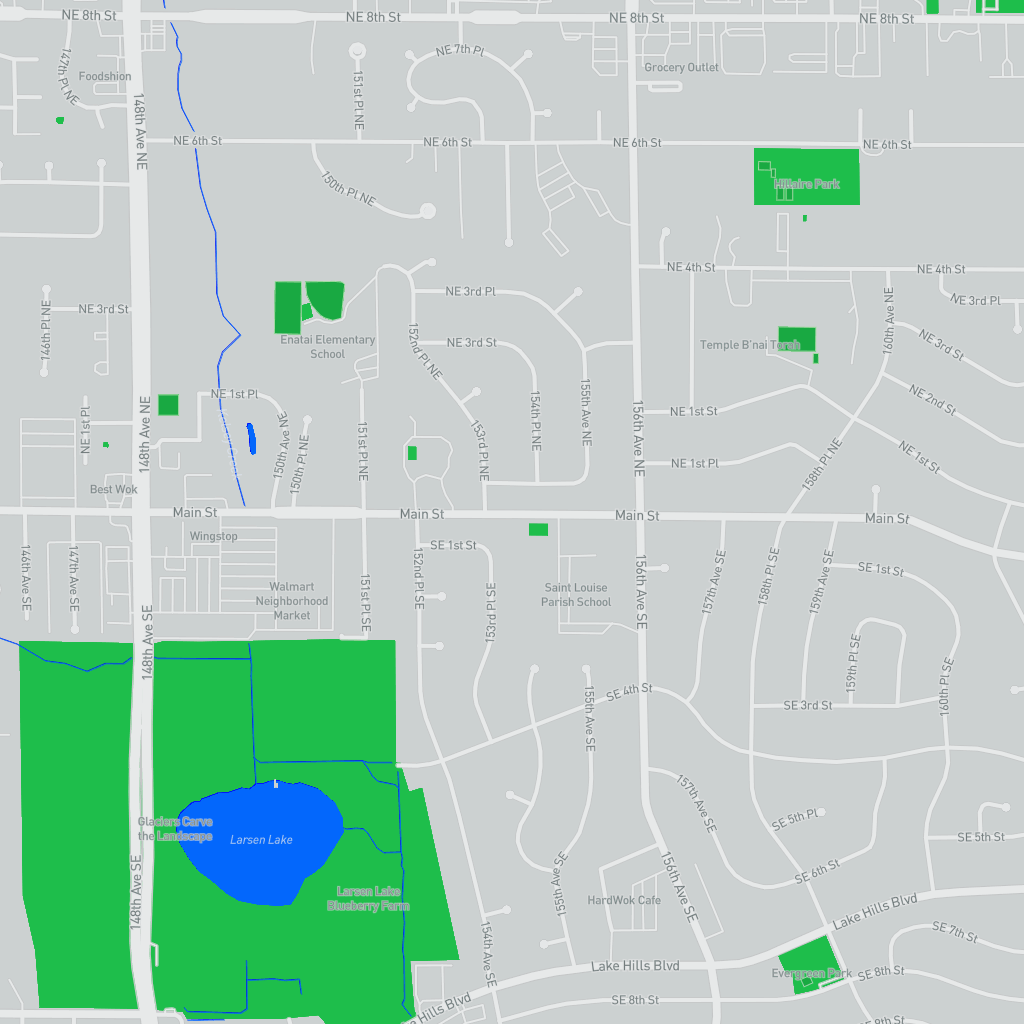 NE 8th St
NE 8th St
NE 8th St
NE 8th St
147th PL NE
Foodshion
148th Ave NE
151st PL NE
NE 7th Pl
Grocery Outlet
NE 6th St
NE 6th St
NE 6th St
NE 6th St
150th PL NE
Hillaire Park
NE 4th St
NE 4th St
NE 3rd St
146th PL NE
NE 3rd Pl
NE 3rd Pl
160th Ave NE
Enatai Elementary
School
152nd PL NE
NE 3rd St
NE 3rd St
Temple B'nai Torah
NE 1st Pl
NE 1st Pl
148th Ave NE
150th Ave NE
150th PL NE
151st PL NE
153rd PL NE
154th PL NE
155th Ave NE
156th Ave NE
NE 1st St
NE 2nd St
NE 1st St
NE 1st Pl
158th PL NE
Best Wok
Main St
Main St
Main St
Main St
Wingstop
146th Ave SE
147th Ave SE
SE 1st St
SE 1st St
152nd PL SE
151st PL SE
153rd PL SE
156th Ave SE
157th Ave SE
158th PL SE
159th Ave SE
Walmart
Neighborhood
Market
Saint Louise
Parish School
148th Ave SE
159th PL SE
160th PL SE
SE 4th St
155th Ave SE
SE 3rd St
157th Ave SE
SE 5th Pl
SE 5th St
Glaciers Carve
the Landscape
Larsen Lake
148th Ave SE
Larsen Lake
Blueberry Farm
155th Ave SE
156th Ave SE
SE 6th St
HardWok Cafe
Lake Hills Blvd
SE 7th St
154th Ave SE
Lake Hills Blvd
Evergreen Park
SE 8th St
SE 8th St
Hills Blvd
SE 8th St